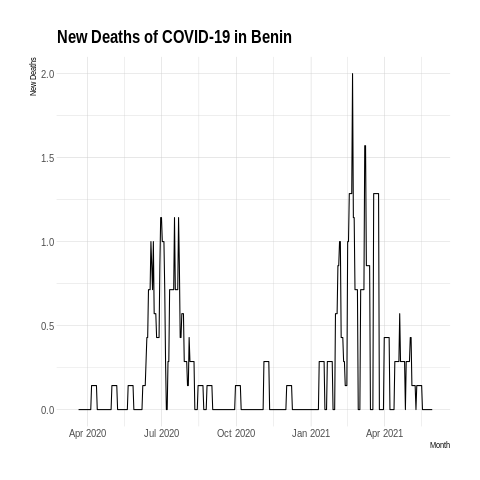 New Deaths of COVID-19 in Benin
New Deaths
2.0
1.5
1.0
0.5
0.0
Apr 2020 Jul 2020 Oct 2020 Jan 2021 Apr 2021
Month